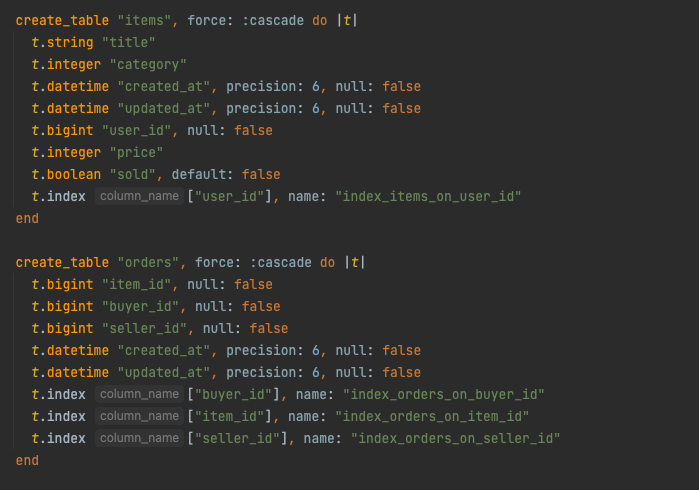 create_table "items", force: :cascade do |t|
t.string "title"
t.integer "category"
t.datetime "created_at", precision: 6, null: false
t.datetime "updated_at", precision: 6, null: false
t.bigint "user_id", null: false
t.integer "price"
t.boolean "sold", default: false
t.index column_name ["user_id"], name: "index_items_on_user_id"
end
create_table "orders", force: :cascade do |t|
t.bigint "item_id", null: false
t.bigint "buyer_id", null: false
t.bigint "seller_id", null: false
t.datetime "created_at", precision: 6, null: false
t.datetime "updated_at", precision: 6, null: false
t.index column_name ["buyer_id"], name: "index_orders_on_buyer_id"
t.index column_name ["item_id"], name: "index_orders_on_item_id"
t.index column_name ["seller_id"], name: "index_orders_on_seller_id"
end